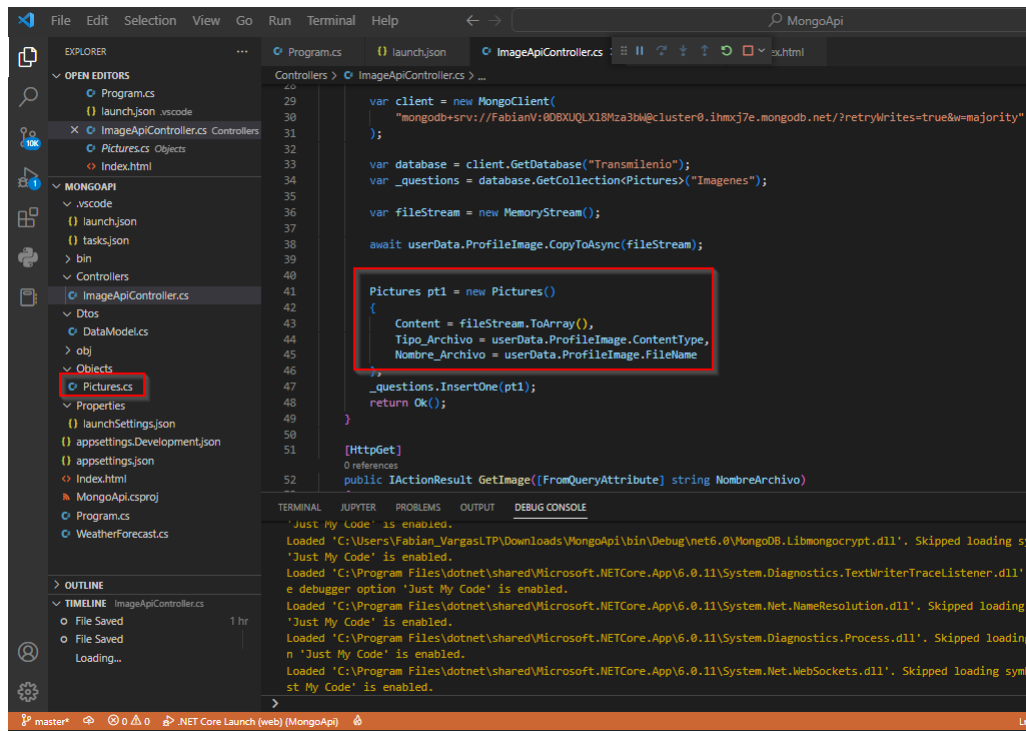 File Edit Selection View Go Run Terminal Help MongoApi
EXPLORER
OPEN EDITORS
Program.cs
{} launch.json .vscode
ImageApiController.cs Controllers
Pictures.cs Objects
Index.html
10K
1
MONGOAPI
.vscode
{} launch.json
{} tasks.json
bin
Controllers
ImageApiController.cs
Dtos
DataModel.cs
obj
Objects
Pictures.cs
Properties
{} launchSettings.json
{} appsettings.Development.json
{} appsettings.json
Index.html
MongoApi.csproj
Program.cs
WeatherForecast.cs
OUTLINE
TIMELINE ImageApiController.cs
File Saved 1 hr
File Saved
Loading...
Program.cs {} launch.json ImageApiController.cs
Controllers > ImageApiController.cs > ...
29 var client = new MongoClient(
30 "mongodb+srv://FabianV:0DBXUQLXl8Mza3bW@cluster0.ihmxj7e.mongodb.net/?retryWrites=true&w=majority"
31 );
32
33 var database = client.GetDatabase("Transmilenio");
34 var _questions = database.GetCollection<Pictures>("Imagenes");
35
36 var fileStream = new MemoryStream();
37
38 await userData.ProfileImage.CopyToAsync(fileStream);
39
40
41 Pictures pt1 = new Pictures()
42 {
43 Content = fileStream.ToArray(),
44 Tipo_Archivo = userData.ProfileImage.ContentType,
45 Nombre_Archivo = userData.ProfileImage.FileName
46 };
47 _questions.InsertOne(pt1);
48 return Ok();
49 }
50
51 [HttpGet]
0 references
52 public IActionResult GetImage([FromQueryAttribute] string NombreArchivo)
TERMINAL JUPYTER PROBLEMS OUTPUT DEBUG CONSOLE
'Just My Code' is enabled.
Loaded 'C:\Users\Fabian_VargasLTP\Downloads\MongoApi\bin\Debug\net6.0\MongoDB.Libmongocrypt.dll'. Skipped loading
'Just My Code' is enabled.
Loaded 'C:\Program Files\dotnet\shared\Microsoft.NETCore.App\6.0.11\System.Diagnostics.TextWriterTraceListener.dll'
e debugger option 'Just My Code' is enabled.
Loaded 'C:\Program Files\dotnet\shared\Microsoft.NETCore.App\6.0.11\System.Net.NameResolution.dll'. Skipped loading
'Just My Code' is enabled.
Loaded 'C:\Program Files\dotnet\shared\Microsoft.NETCore.App\6.0.11\System.Diagnostics.Process.dll'. Skipped
n 'Just My Code' is enabled.
Loaded 'C:\Program Files\dotnet\shared\Microsoft.NETCore.App\6.0.11\System.Net.WebSockets.dll'. Skipped loading
st My Code' is enabled.
>
master* 0 0 .NET Core Launch (web) (MongoApi)